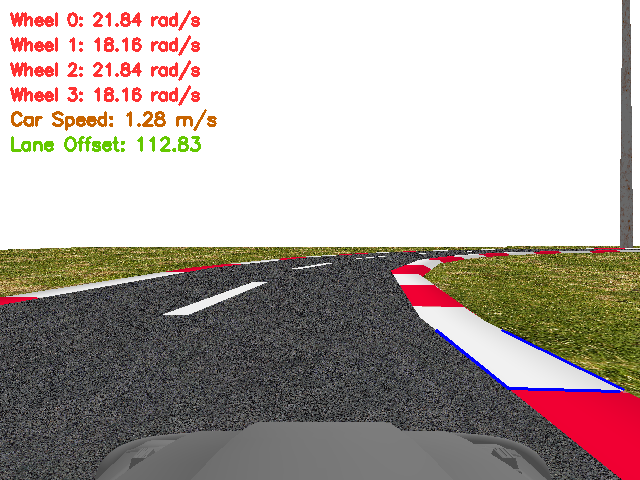 Wheel 0: 21.84 rad/s
Wheel 1: 18.16 rad/s
Wheel 2: 21.84 rad/s
Wheel 3: 18.16 rad/s
Car Speed: 1.28 m/s
Lane Offset: 112.83